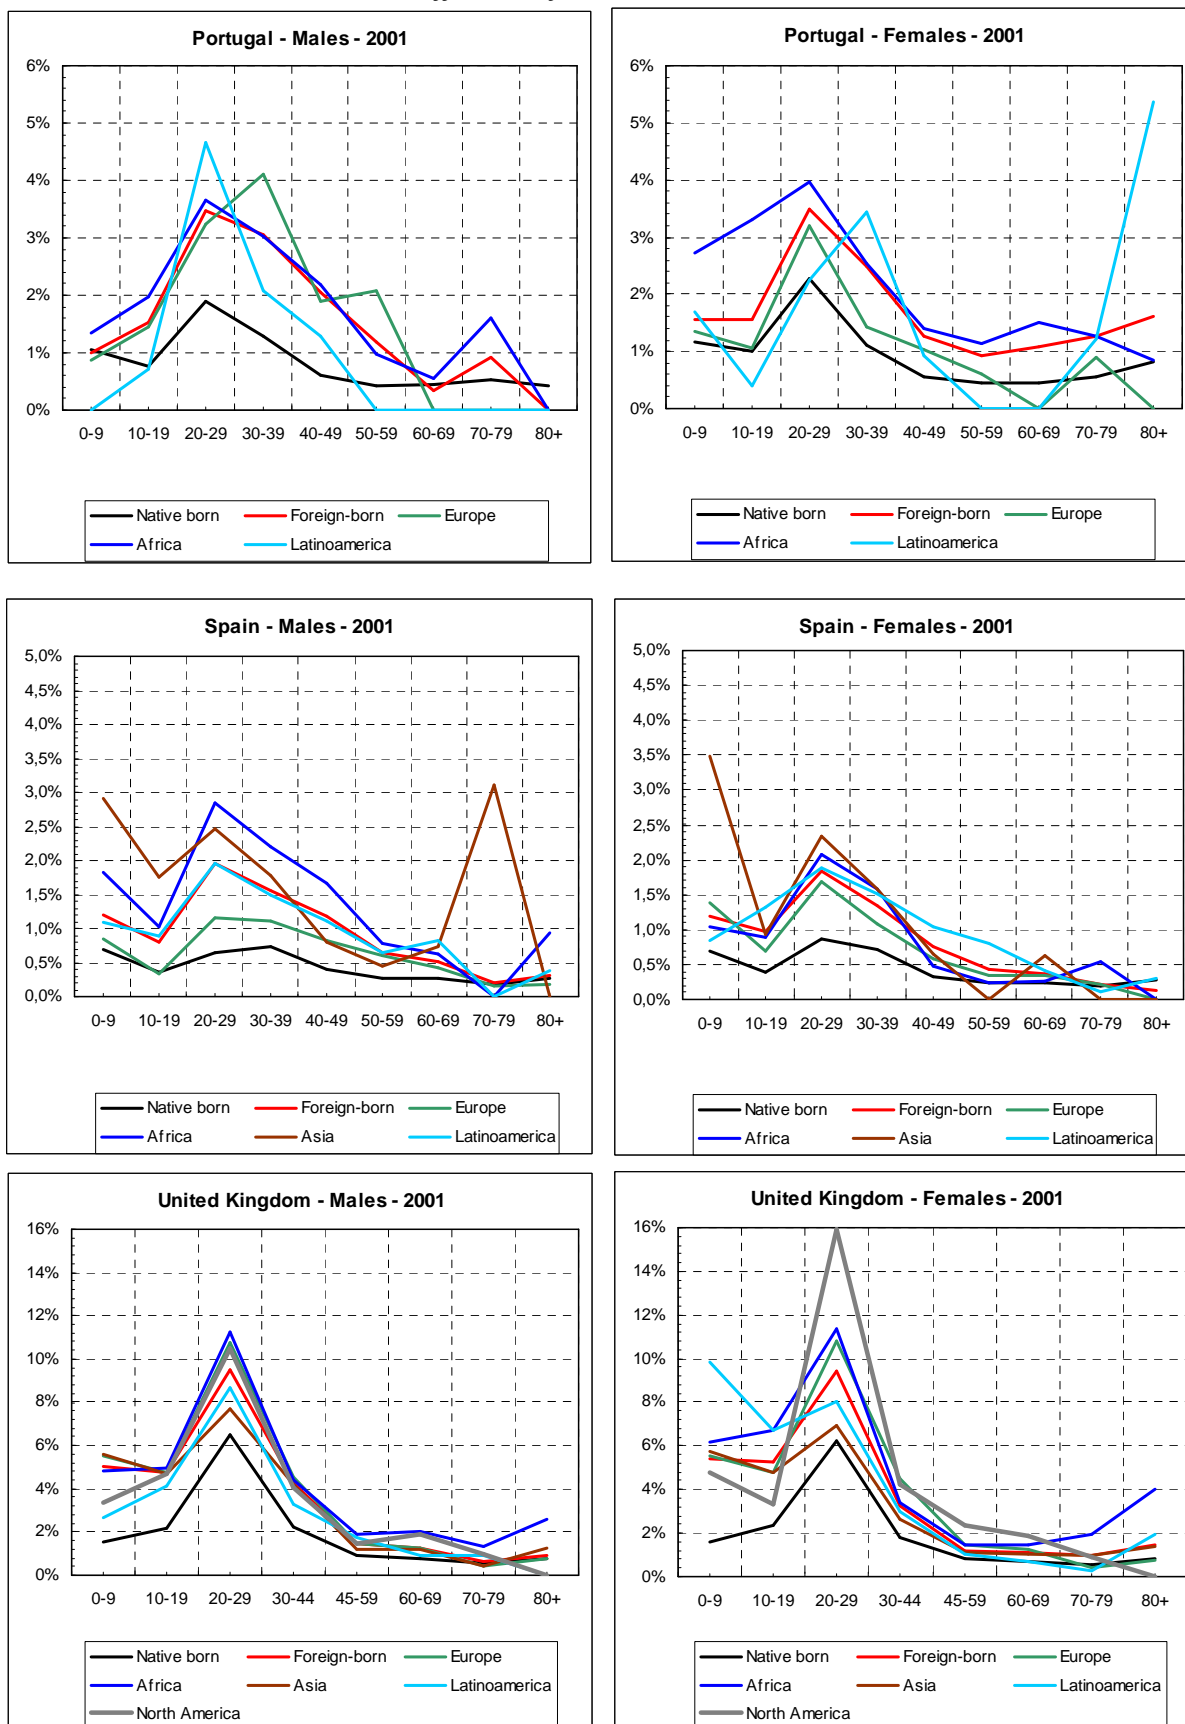 Portugal - Males - 2001
6%
5%
4%
3%
2%
1%
0%
0-9 10-19 20-29 30-39 40-49 50-59 60-69 70-79 80+
Native born Foreign-born Europe
Africa Latinoamerica
Portugal - Females - 2001
6%
5%
4%
3%
2%
1%
0%
0-9 10-19 20-29 30-39 40-49 50-59 60-69 70-79 80+
Native born Foreign-born Europe
Africa Latinoamerica
Spain - Males - 2001
5,0%
4,5%
4,0%
3,5%
3,0%
2,5%
2,0%
1,5%
1,0%
0,5%
0,0%
0-9 10-19 20-29 30-39 40-49 50-59 60-69 70-79 80+
Native born Foreign-born Europe
Africa Asia Latinoamerica
Spain - Females - 2001
5,0%
4,5%
4,0%
3,5%
3,0%
2,5%
2,0%
1,5%
1,0%
0,5%
0,0%
0-9 10-19 20-29 30-39 40-49 50-59 60-69 70-79 80+
Native born Foreign-born Europe
Africa Asia Latinoamerica
United Kingdom - Males - 2001
16%
14%
12%
10%
8%
6%
4%
2%
0%
0-9 10-19 20-29 30-44 45-59 60-69 70-79 80+
Native born Foreign-born Europe
Africa Asia Latinoamerica
North America
United Kingdom - Females - 2001
16%
14%
12%
10%
8%
6%
4%
2%
0%
0-9 10-19 20-29 30-44 45-59 60-69 70-79 80+
Native born Foreign-born Europe
Africa Asia Latinoamerica
North America